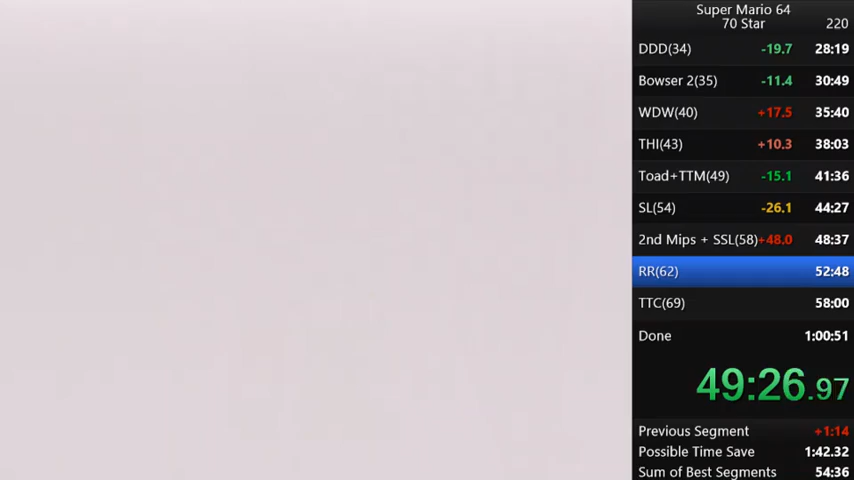 Super Mario 64
70 Star 220
DDD(34) -19.7 28:19
Bowser 2(35) -11.4 30:49
WDW(40) +17.5 35:40
THI(43) +10.3 38:03
Toad+TTM(49) -15.1 41:36
SL(54) -26.1 44:27
2nd Mips + SSL(58) +48.0 48:37
RR(62) 52:48
TTC(69) 58:00
Done 1:00:51
49:26.97
Previous Segment +1:14
Possible Time Save 1:42.32
Sum of Best Segments 54:36